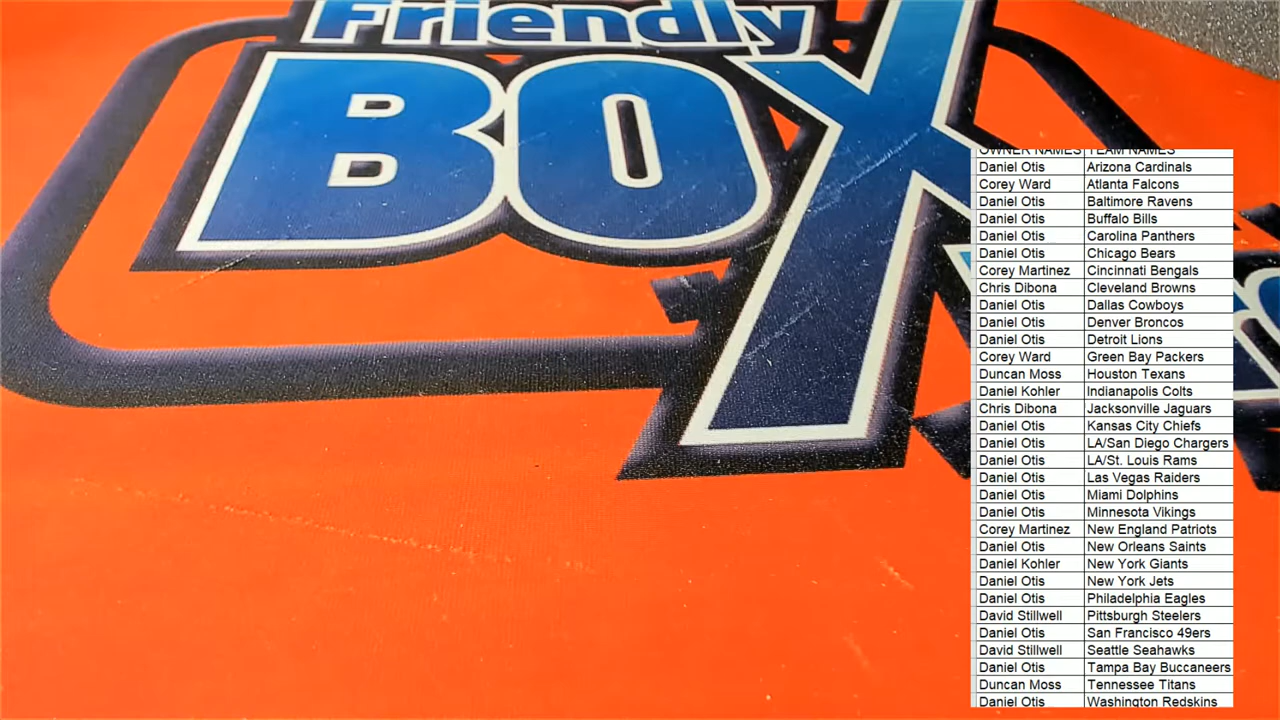 Friendly
BOX
OWNER NAMES TEAM NAMES
Daniel Otis Arizona Cardinals
Corey Ward Atlanta Falcons
Daniel Otis Baltimore Ravens
Daniel Otis Buffalo Bills
Daniel Otis Carolina Panthers
Daniel Otis Chicago Bears
Corey Martinez Cincinnati Bengals
Chris Dibona Cleveland Browns
Daniel Otis Dallas Cowboys
Daniel Otis Denver Broncos
Daniel Otis Detroit Lions
Corey Ward Green Bay Packers
Duncan Moss Houston Texans
Daniel Kohler Indianapolis Colts
Chris Dibona Jacksonville Jaguars
Daniel Otis Kansas City Chiefs
Daniel Otis LA/San Diego Chargers
Daniel Otis LA/St. Louis Rams
Daniel Otis Las Vegas Raiders
Daniel Otis Miami Dolphins
Daniel Otis Minnesota Vikings
Corey Martinez New England Patriots
Daniel Otis New Orleans Saints
Daniel Kohler New York Giants
Daniel Otis New York Jets
Daniel Otis Philadelphia Eagles
David Stillwell Pittsburgh Steelers
Daniel Otis San Francisco 49ers
David Stillwell Seattle Seahawks
Daniel Otis Tampa Bay Buccaneers
Duncan Moss Tennessee Titans
Daniel Otis Washington Redskins